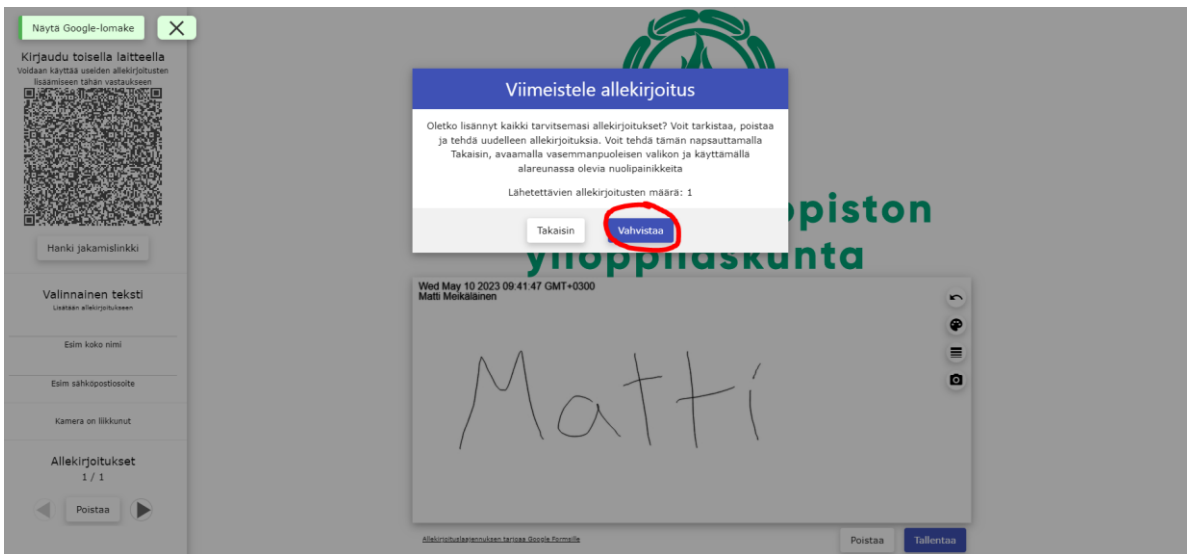 Näytä Google-lomake
Kirjaudu toisella laitteella
Voidaan käyttää useiden allekirjoitusten
lisäämiseen tähän vastaukseen
Hanki jakamislinkki
Valinnainen teksti
Lisätään allekirjoitukseen
Esim koko nimi
Esim sähköpostiosoite
Kamera on liikkunut
Allekirjoitukset
1 / 1
Poistaa
Viimeistele allekirjoitus
Oletko lisännyt kaikki tarvitsemasi allekirjoitukset? Voit tarkistaa, poistaa
ja tehdä uudelleen allekirjoituksia. Voit tehdä tämän napsauttamalla
Takaisin, avaamalla vasemmanpuoleisen valikon ja käyttämällä
alareunassa olevia nuolipainikkeita
Lähetettävien allekirjoitusten määrä: 1
Takaisin
Vahvistaa
opiston
ylioppilaskunta
Wed May 10 2023 09:41:47 GMT+0300
Matti Meikäläinen
Matti
Allekirjoituslaajennuksen tarjoaa Google Formsille
Poistaa
Tallentaa